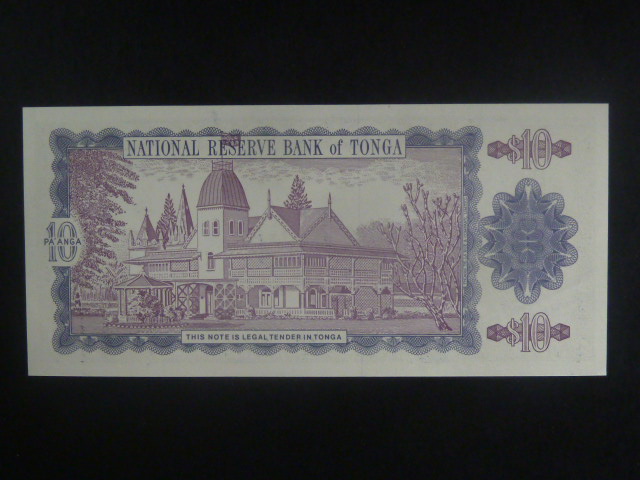 NATIONAL RESERVE BANK of TONGA
$10
10
PA'ANGA
$10
THIS NOTE IS LEGAL TENDER IN TONGA